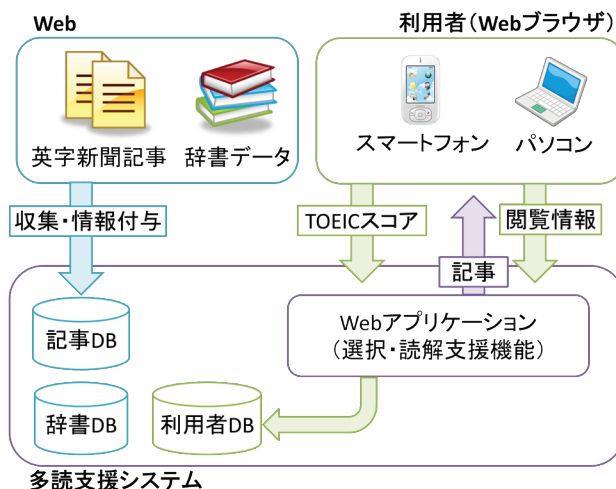 Web
利用者(Webブラウザ)
英字新聞記事
辞書データ
スマートフォン
パソコン
収集・情報付与
TOEICスコア
閲覧情報
記事
記事DB
Webアプリケーション
(選択・読解支援機能)
辞書DB
利用者DB
多読支援システム